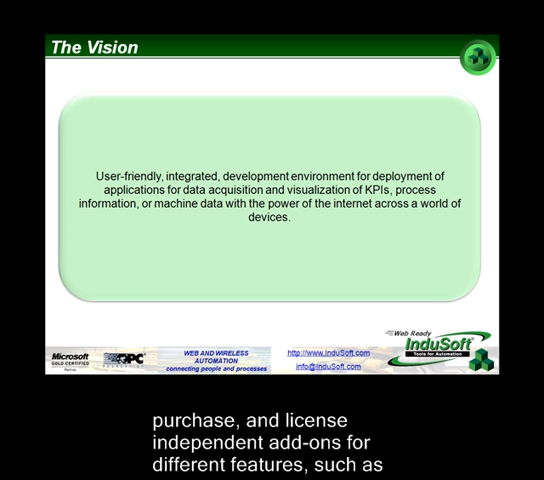 The Vision
User-friendly, integrated, development environment for deployment of
applications for data acquisition and visualization of KPIs, process
information, or machine data with the power of the internet across a world of
devices.
Web Ready
InduSoft
Tools for Automation
Microsoft
GOLD CERTIFIED
Partner
OPC
FOUNDATION
WEB AND WIRELESS
AUTOMATION
connecting people and processes
http://www.InduSoft.com
info@InduSoft.com
purchase, and license
independent add-ons for
different features, such as